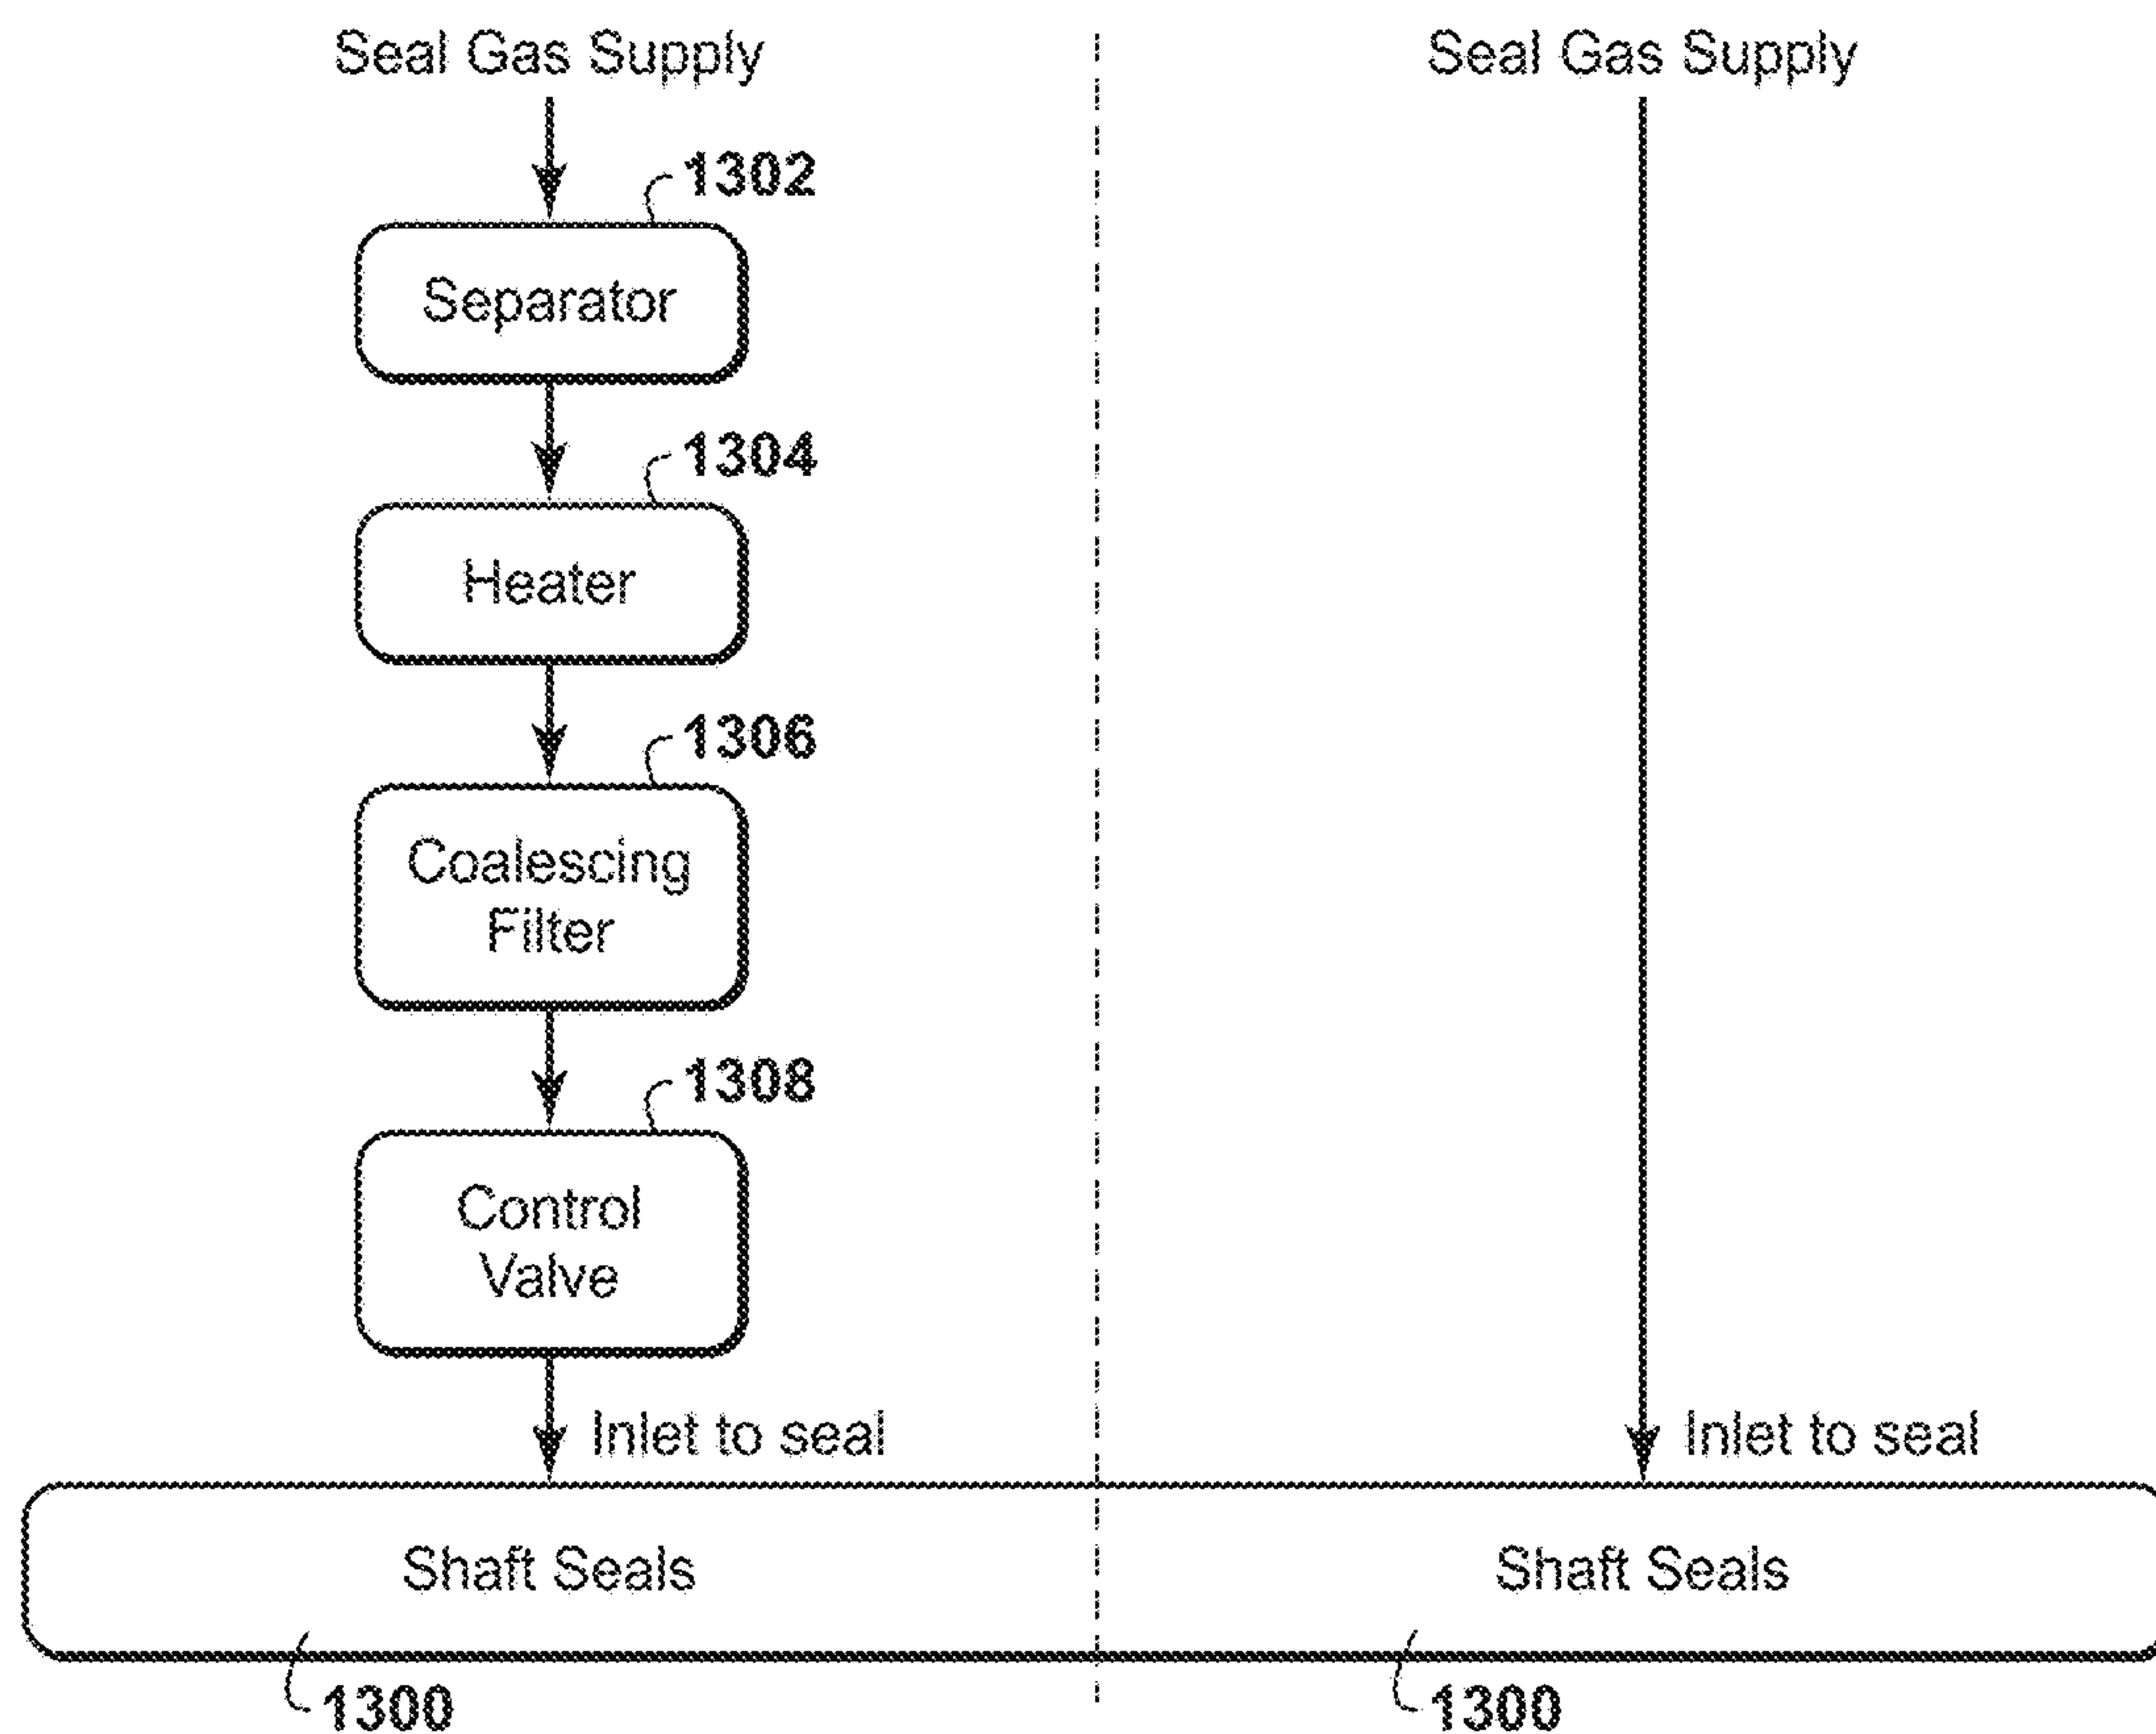 Seal Gas Supply
Seal Gas Supply
1302
Separator
1304
Heater
1306
Coalescing
Filter
1308
Control
Valve
Inlet to seal
Inlet to seal
Shaft Seals
Shaft Seals
1300
1300